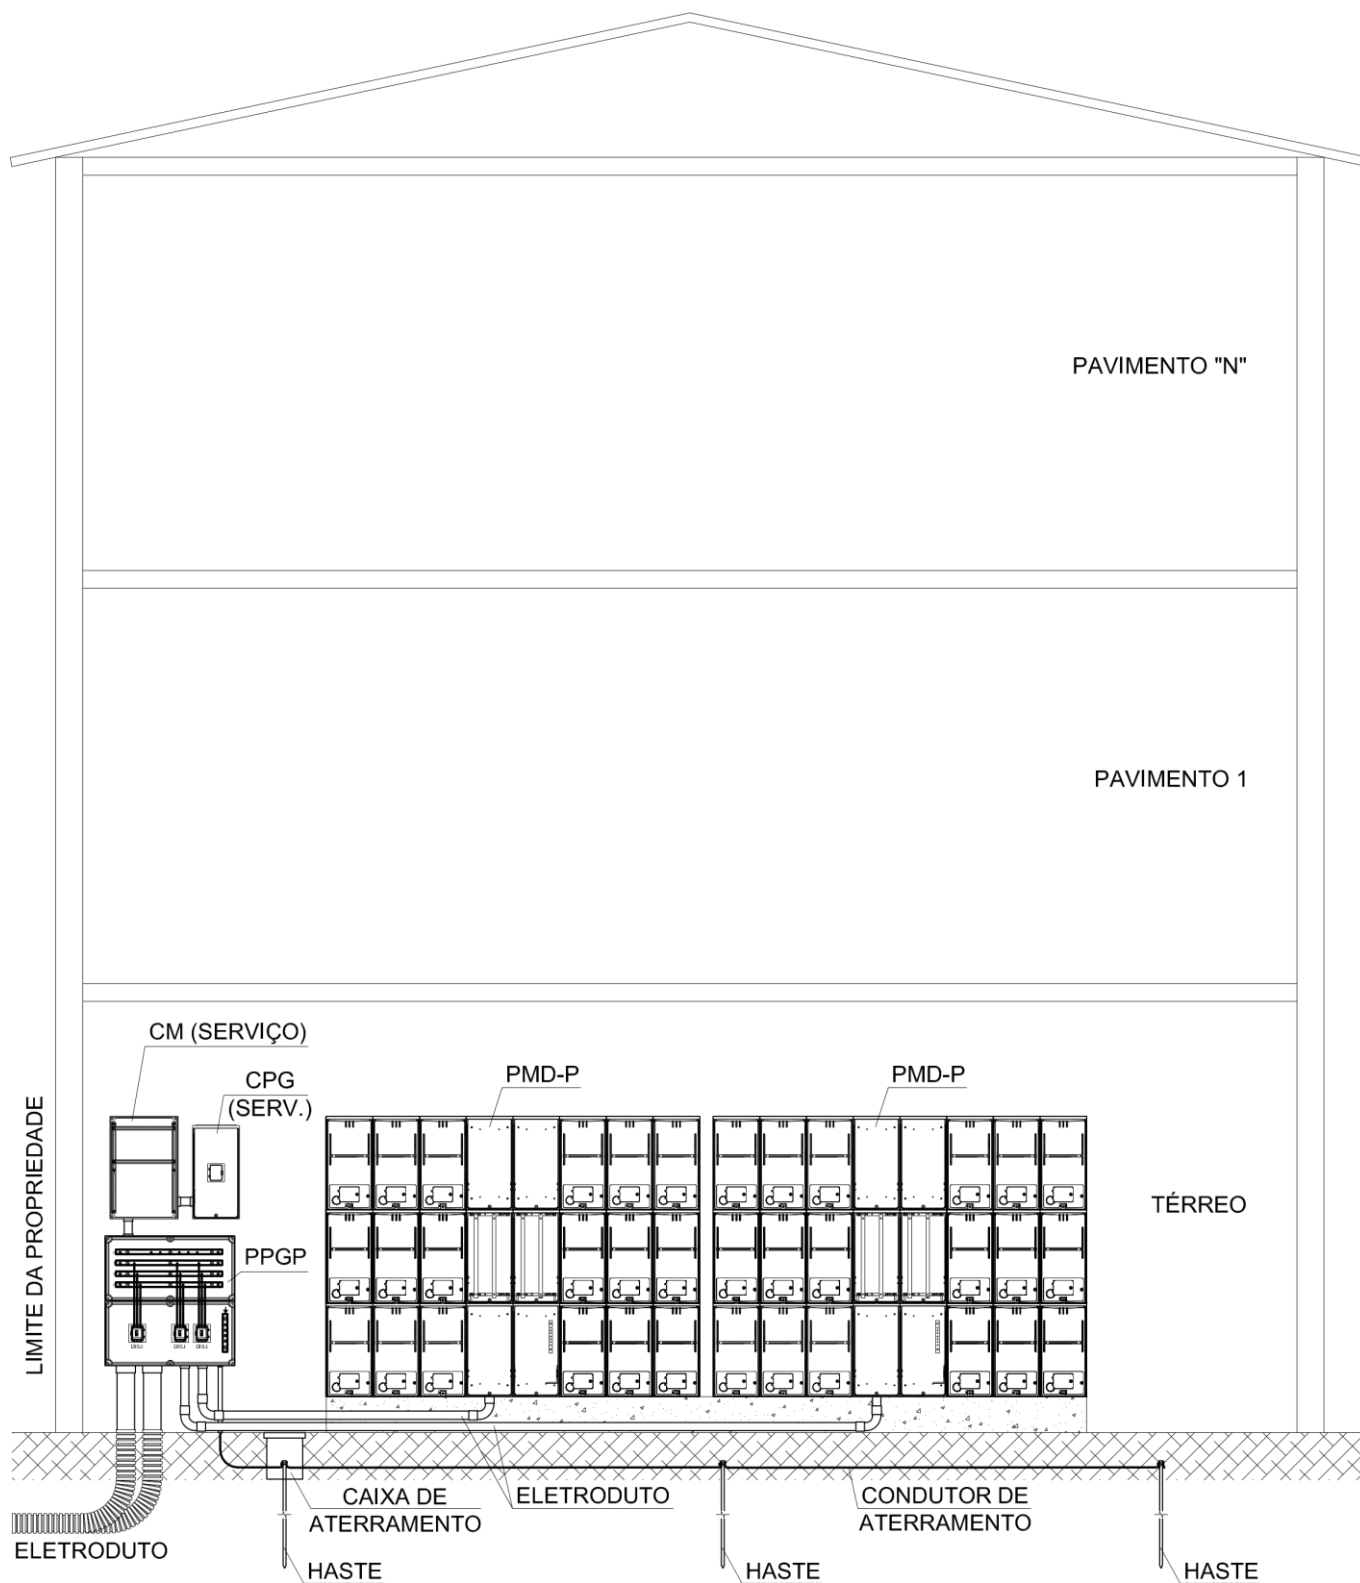 PAVIMENTO "N"
PAVIMENTO 1
CM (SERVIÇO)
CPG
(SERV.)
PMD-P
PMD-P
LIMITE DA PROPRIEDADE
TÉRREO
PPGP
CAIXA DE
ATERRAMENTO
ELETRODUTO
CONDUTOR DE
ATERRAMENTO
ELETRODUTO
HASTE
HASTE
HASTE